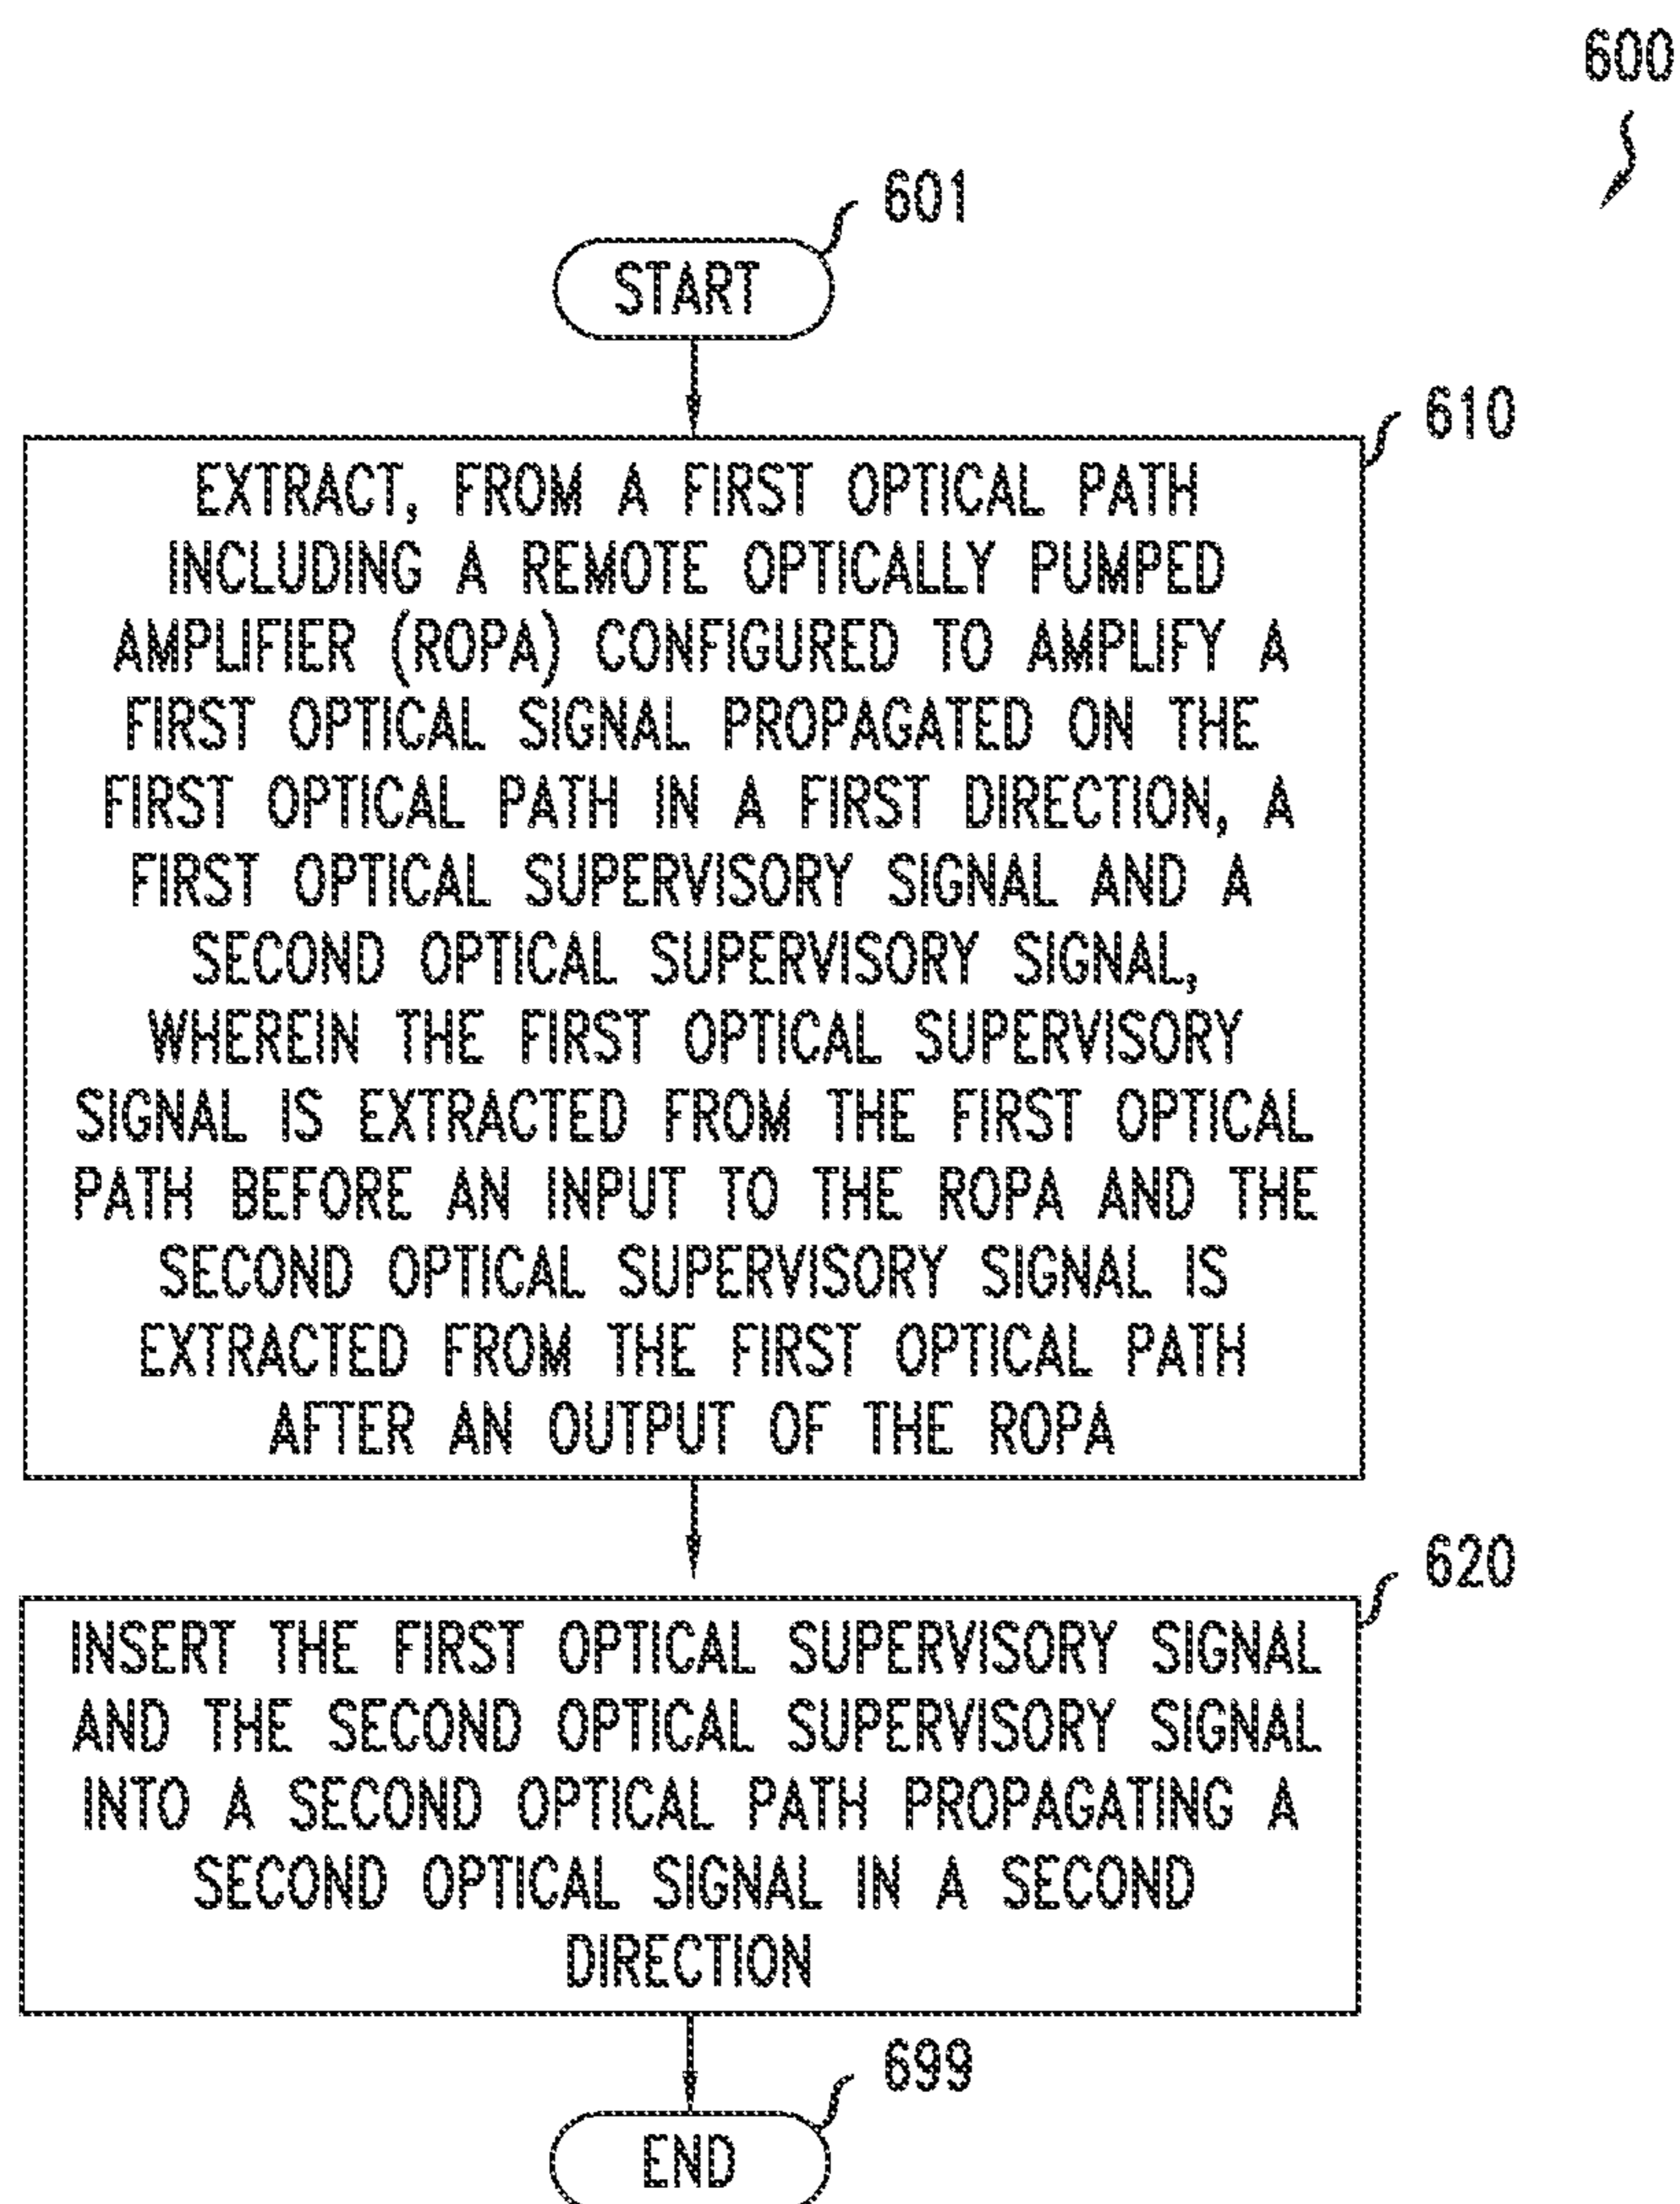 600
601
START
610
EXTRACT, FROM A FIRST OPTICAL PATH
INCLUDING A REMOTE OPTICALLY PUMPED
AMPLIFIER (ROPA) CONFIGURED TO AMPLIFY A
FIRST OPTICAL SIGNAL PROPAGATED ON THE
FIRST OPTICAL PATH IN A FIRST DIRECTION, A
FIRST OPTICAL SUPERVISORY SIGNAL AND A
SECOND OPTICAL SUPERVISORY SIGNAL,
WHEREIN THE FIRST OPTICAL SUPERVISORY
SIGNAL IS EXTRACTED FROM THE FIRST OPTICAL
PATH BEFORE AN INPUT TO THE ROPA AND THE
SECOND OPTICAL SUPERVISORY SIGNAL IS
EXTRACTED FROM THE FIRST OPTICAL PATH
AFTER AN OUTPUT OF THE ROPA
620
INSERT THE FIRST OPTICAL SUPERVISORY SIGNAL
AND THE SECOND OPTICAL SUPERVISORY SIGNAL
INTO A SECOND OPTICAL PATH PROPAGATING A
SECOND OPTICAL SIGNAL IN A SECOND
DIRECTION
699
END